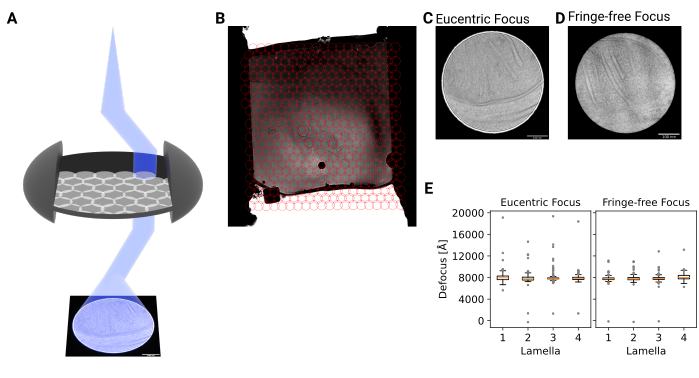 A
B
C Eucentric Focus
D Fringe-free Focus
E
Eucentric Focus Fringe-free Focus
20000
16000
12000
8000
4000
0
Defocus [Å]
1 2 3 4 1 2 3 4
Lamella Lamella